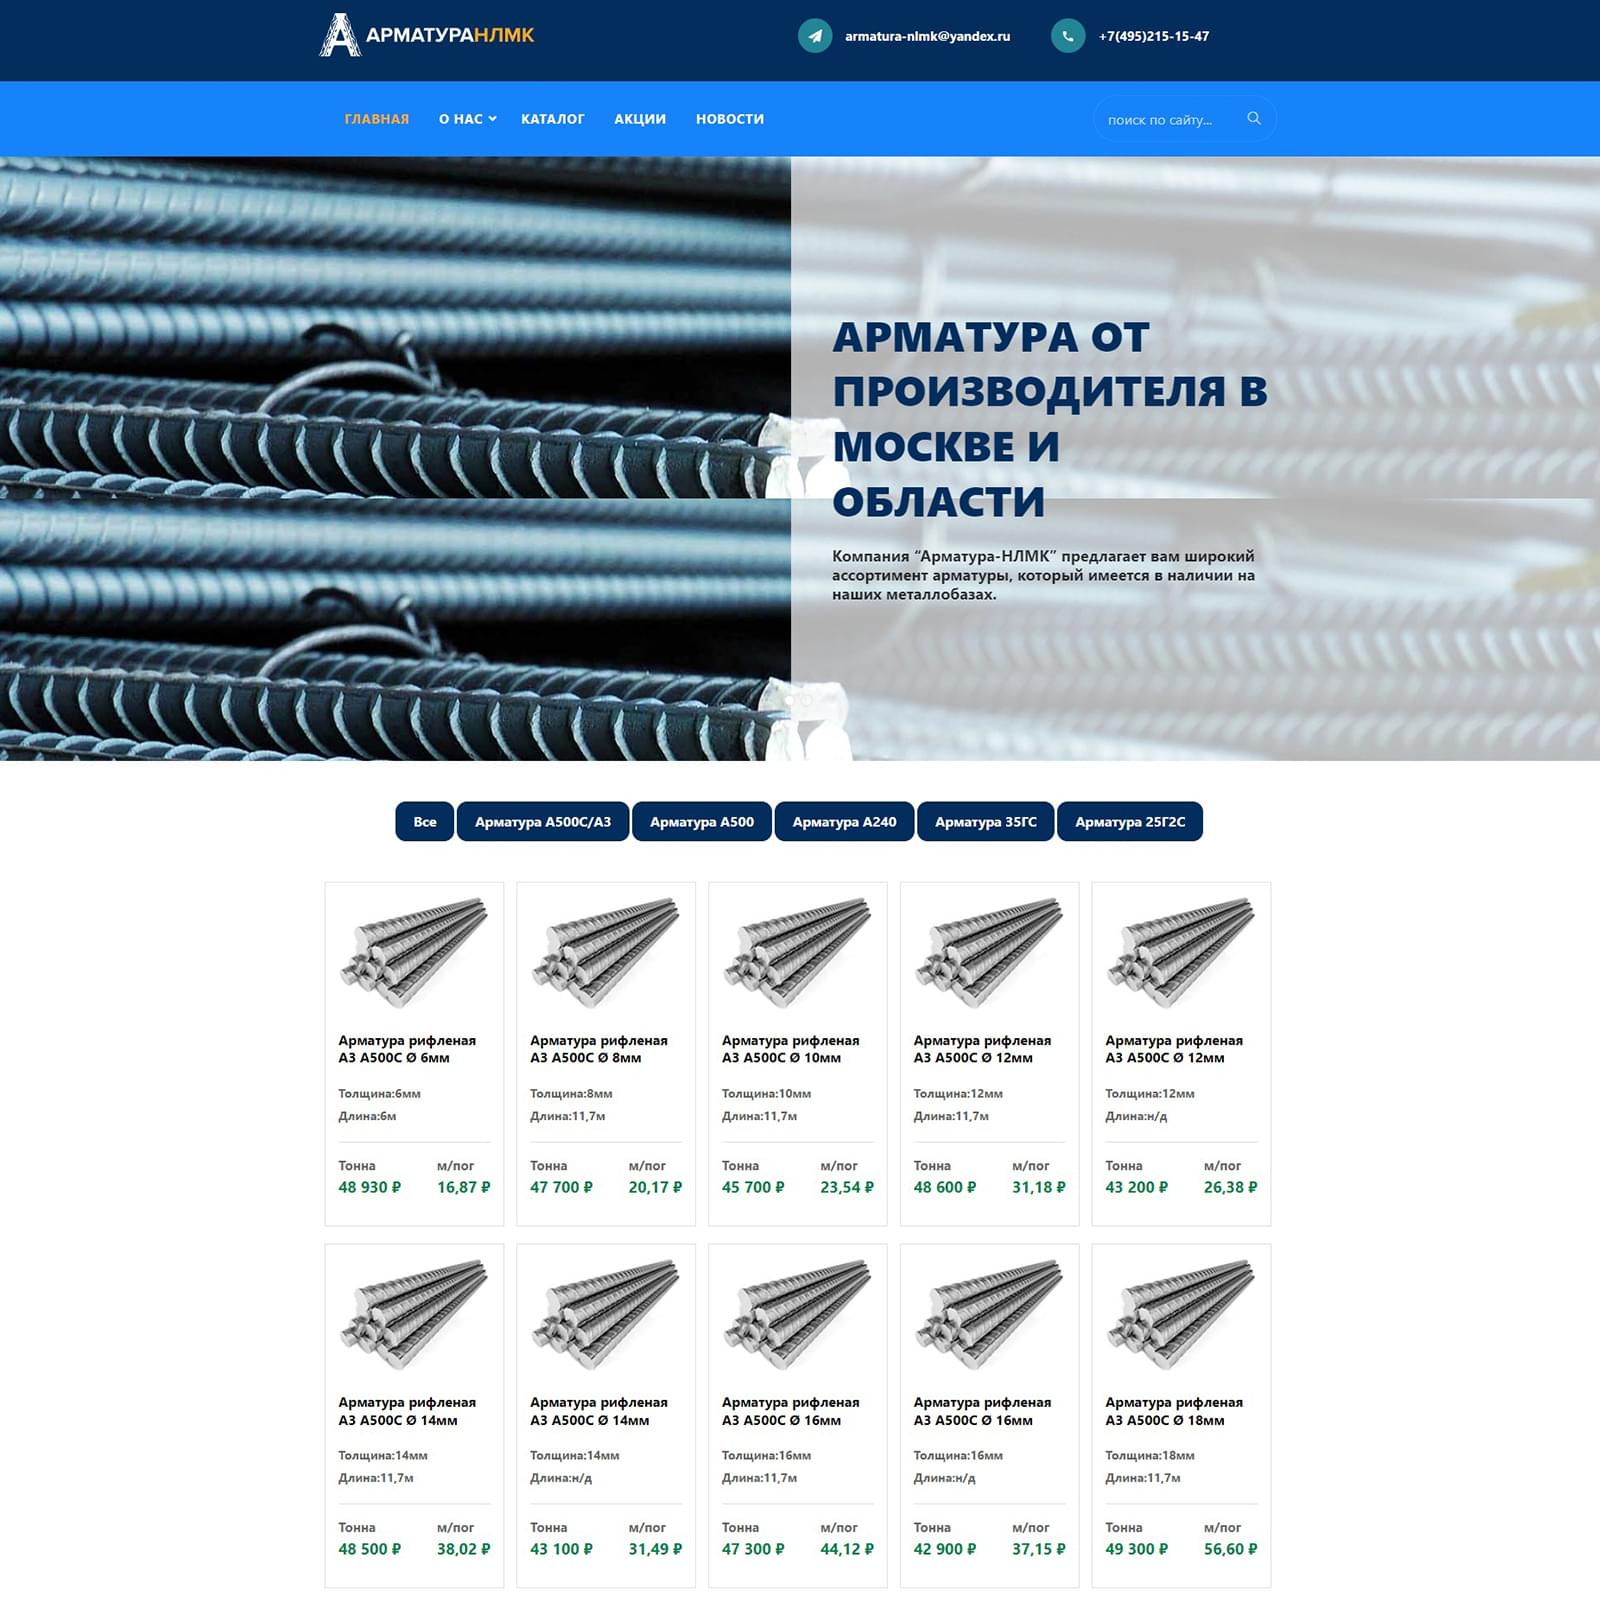 АРМАТУРАНЛМК
armatura-nlmk@yandex.ru
+7(495)215-15-47
ГЛАВНАЯ О НАС КАТАЛОГ АКЦИИ НОВОСТИ
поиск по сайту...
АРМАТУРА ОТ
ПРОИЗВОДИТЕЛЯ В
МОСКВЕ И
ОБЛАСТИ
Компания “Арматура-НЛМК” предлагает вам широкий
ассортимент арматуры, который имеется в наличии на
наших металлобазах.
Все Арматура А500С/А3 Арматура А500 Арматура А240 Арматура 35ГС Арматура 25Г2С
Арматура рифленая
А3 А500С Ø 6мм
Толщина:6мм
Длина:6м
Тонна м/пог
48 930 ₽ 16,87 ₽
Арматура рифленая
А3 А500С Ø 8мм
Толщина:8мм
Длина:11,7м
Тонна м/пог
47 700 ₽ 20,17 ₽
Арматура рифленая
А3 А500С Ø 10мм
Толщина:10мм
Длина:11,7м
Тонна м/пог
45 700 ₽ 23,54 ₽
Арматура рифленая
А3 А500С Ø 12мм
Толщина:12мм
Длина:11,7м
Тонна м/пог
48 600 ₽ 31,18 ₽
Арматура рифленая
А3 А500С Ø 12мм
Толщина:12мм
Длина:н/д
Тонна м/пог
43 200 ₽ 26,38 ₽
Арматура рифленая
А3 А500С Ø 14мм
Толщина:14мм
Длина:11,7м
Тонна м/пог
48 500 ₽ 38,02 ₽
Арматура рифленая
А3 А500С Ø 14мм
Толщина:14мм
Длина:н/д
Тонна м/пог
43 100 ₽ 31,49 ₽
Арматура рифленая
А3 А500С Ø 16мм
Толщина:16мм
Длина:11,7м
Тонна м/пог
47 300 ₽ 44,12 ₽
Арматура рифленая
А3 А500С Ø 16мм
Толщина:16мм
Длина:н/д
Тонна м/пог
42 900 ₽ 37,15 ₽
Арматура рифленая
А3 А500С Ø 18мм
Толщина:18мм
Длина:11,7м
Тонна м/пог
49 300 ₽ 56,60 ₽